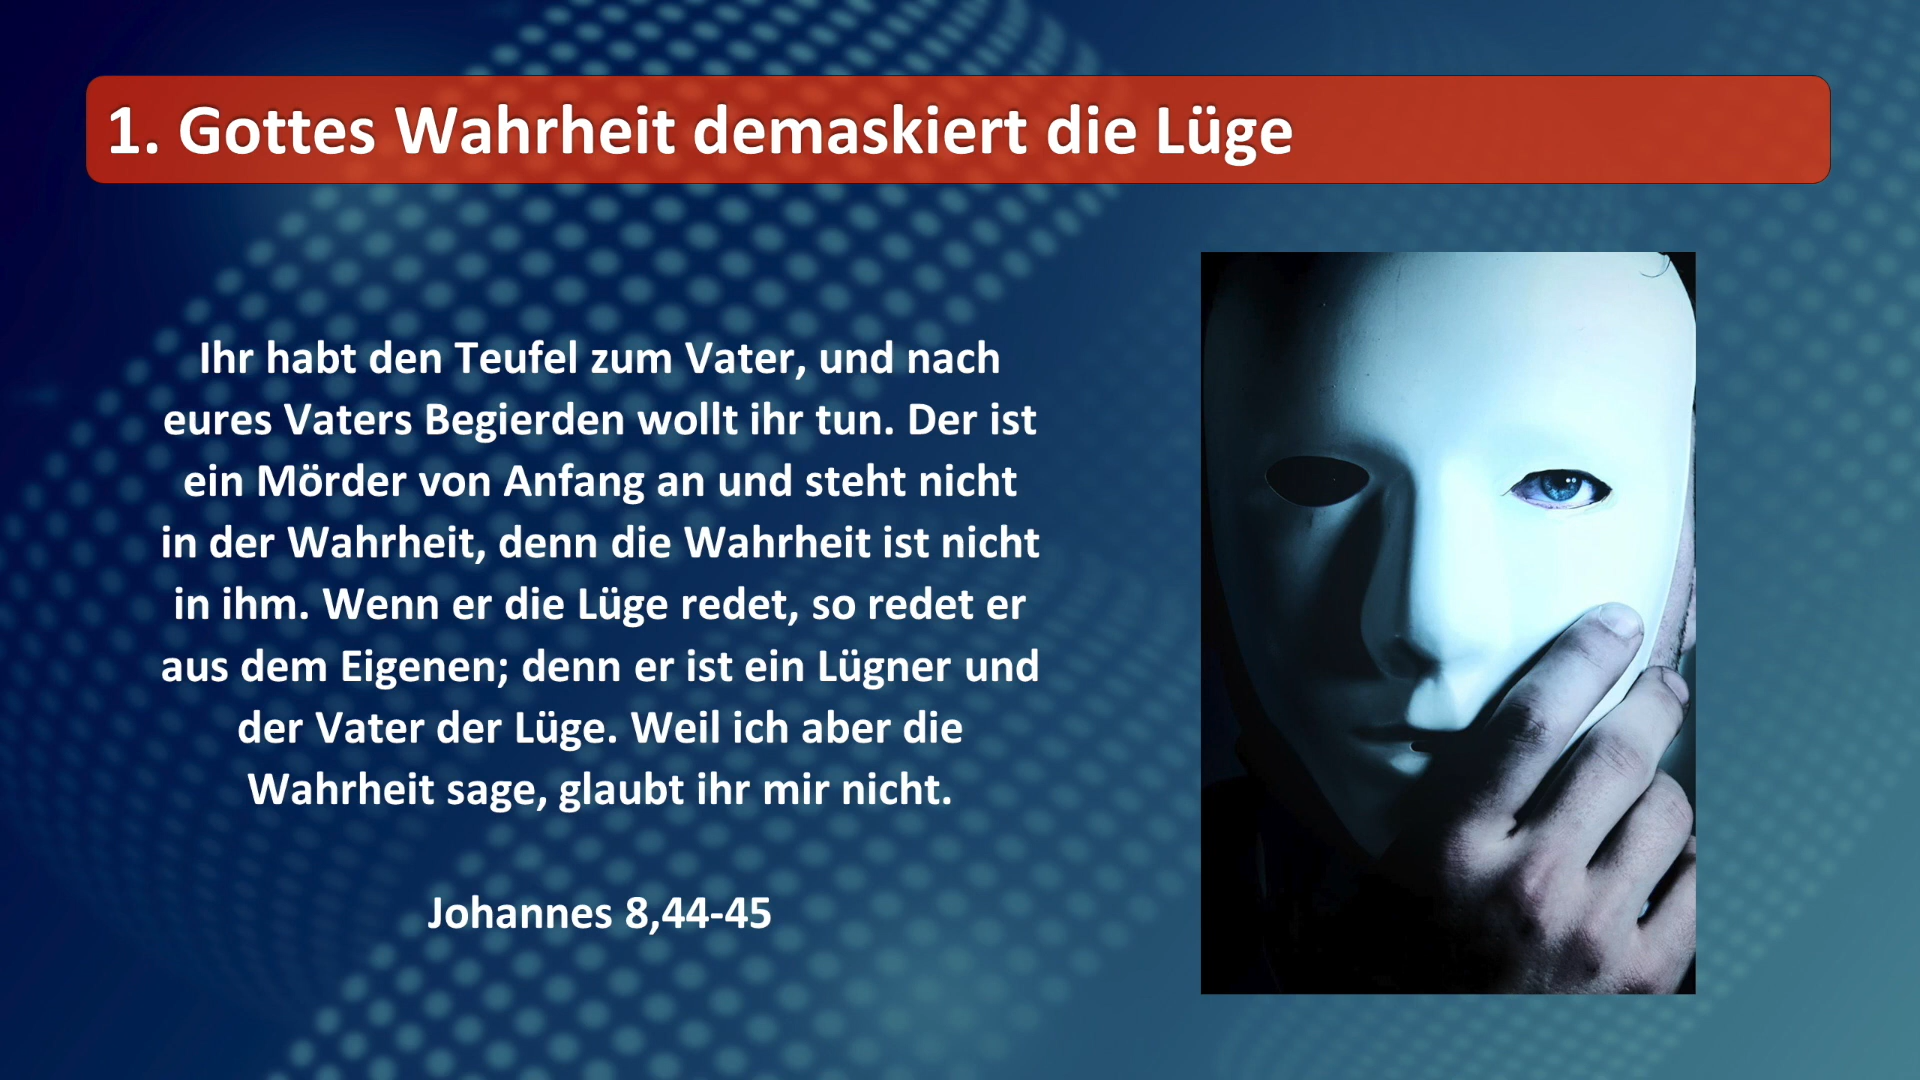 1. Gottes Wahrheit demaskiert die Lüge
Ihr habt den Teufel zum Vater, und nach
eures Vaters Begierden wollt ihr tun. Der ist
ein Mörder von Anfang an und steht nicht
in der Wahrheit, denn die Wahrheit ist nicht
in ihm. Wenn er die Lüge redet, so redet er
aus dem Eigenen; denn er ist ein Lügner und
der Vater der Lüge. Weil ich aber die
Wahrheit sage, glaubt ihr mir nicht.
Johannes 8,44-45